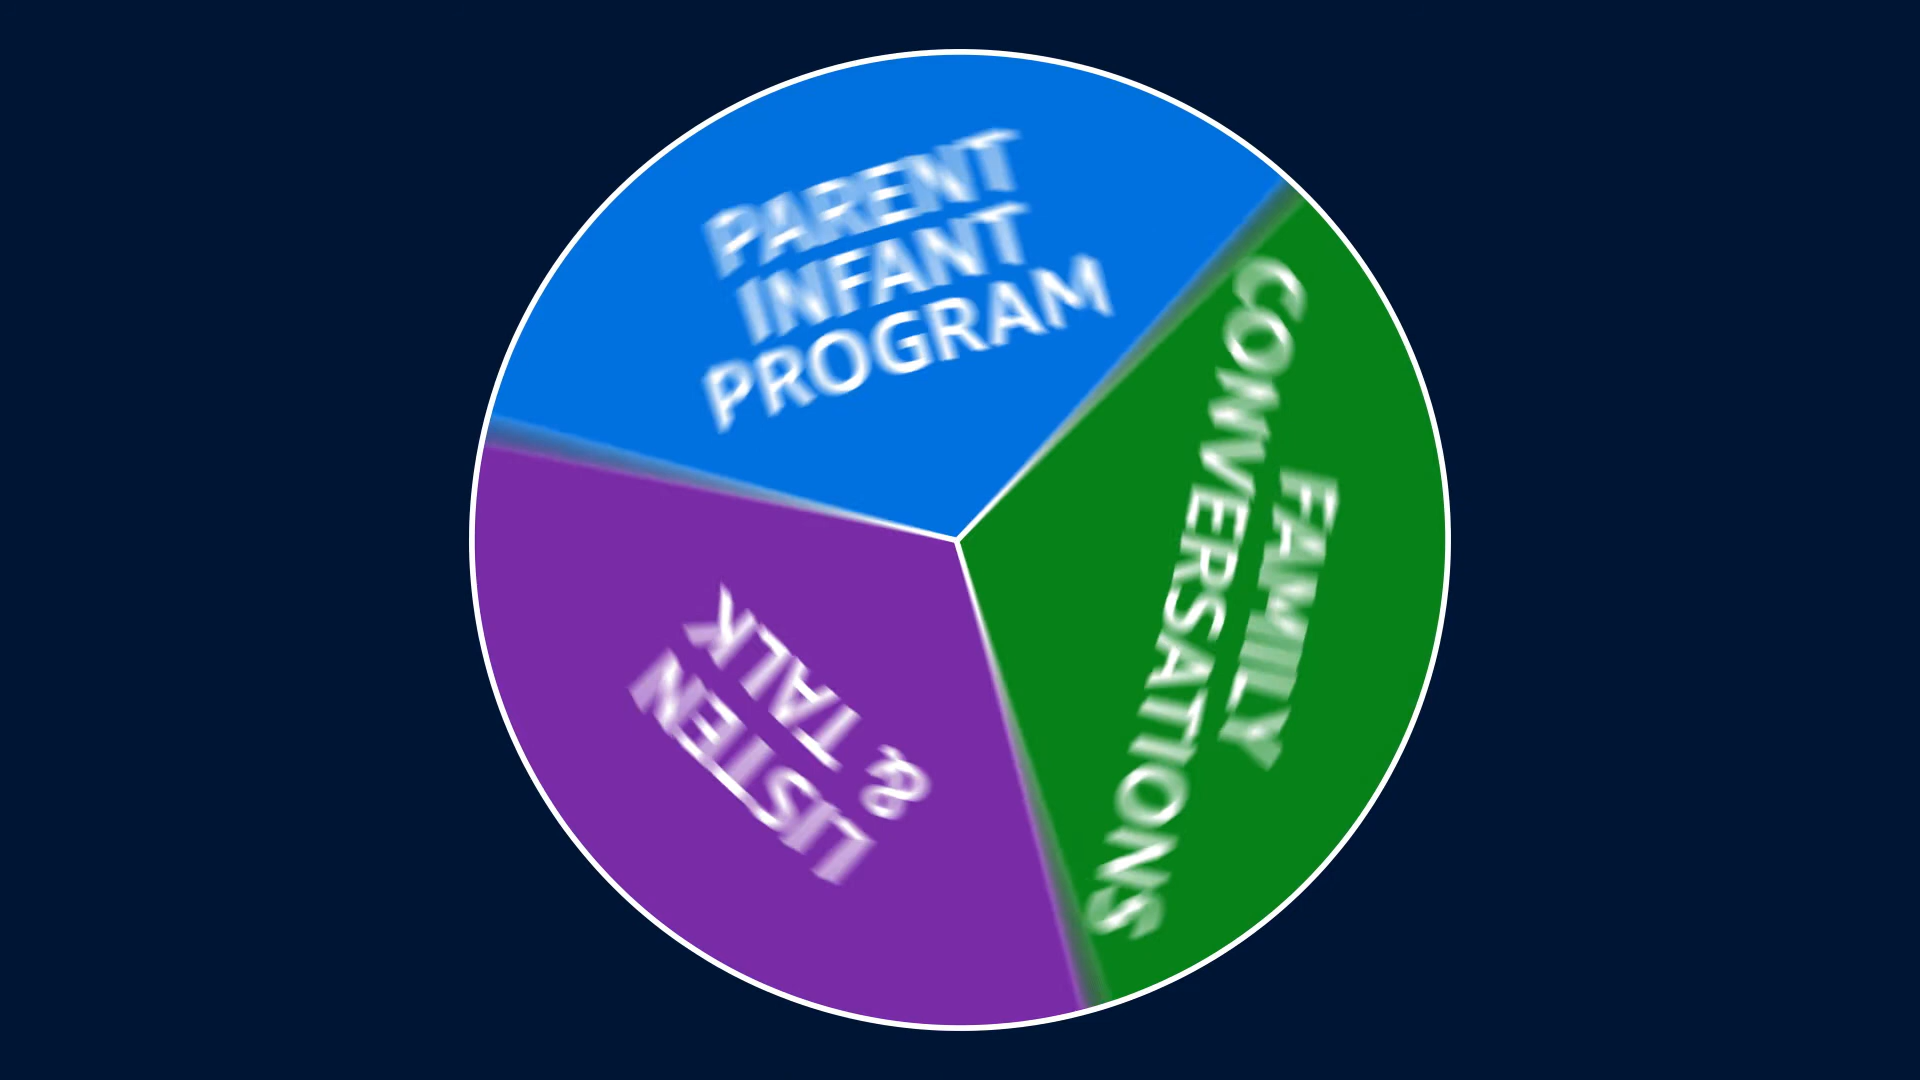 PARENT
INFANT
PROGRAM
FAMILY
CONVERSATIONS
LISTEN
& TALK